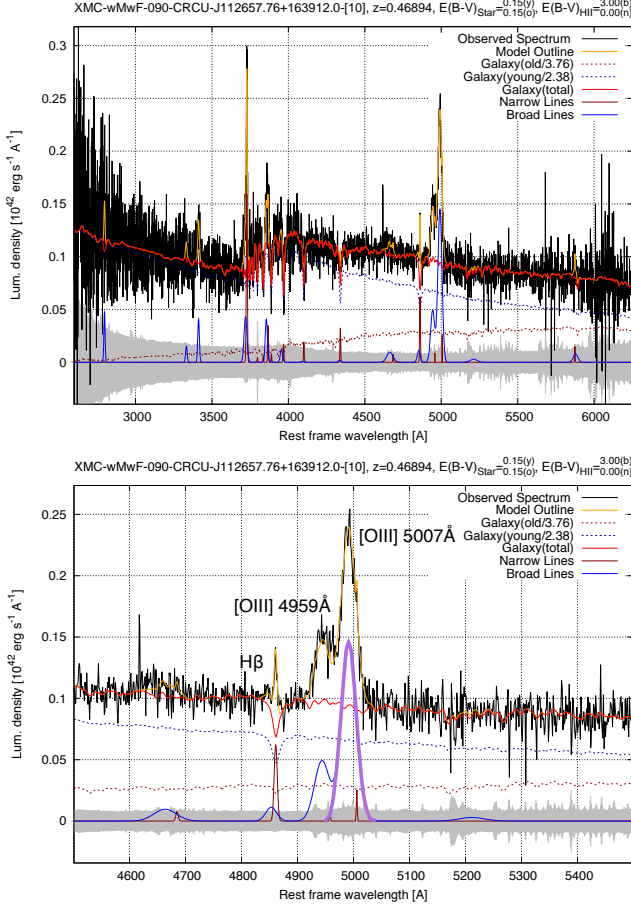 XMC-wMwF-090-CRCU-J112657.76+163912.0-[10], z=0.46894, E(B-V)Star=0.15(y)/0.15(o), E(B-V)HII=3.00(b)/0.00(n)
Observed Spectrum
Model Outline
Galaxy(old/3.76)
Galaxy(young/2.38)
Galaxy(total)
Narrow Lines
Broad Lines
0.3
0.25
0.2
0.15
0.1
0.05
0
Lum. density [10^42 erg s^-1 A^-1]
3000 3500 4000 4500 5000 5500 6000
Rest frame wavelength [A]
XMC-wMwF-090-CRCU-J112657.76+163912.0-[10], z=0.46894, E(B-V)Star=0.15(y)/0.15(o), E(B-V)HII=3.00(b)/0.00(n)
Observed Spectrum
Model Outline
Galaxy(old/3.76)
Galaxy(young/2.38)
Galaxy(total)
Narrow Lines
Broad Lines
[OIII] 5007Å
[OIII] 4959Å
Hβ
0.25
0.2
0.15
0.1
0.05
0
Lum. density [10^42 erg s^-1 A^-1]
4600 4700 4800 4900 5000 5100 5200 5300 5400
Rest frame wavelength [A]